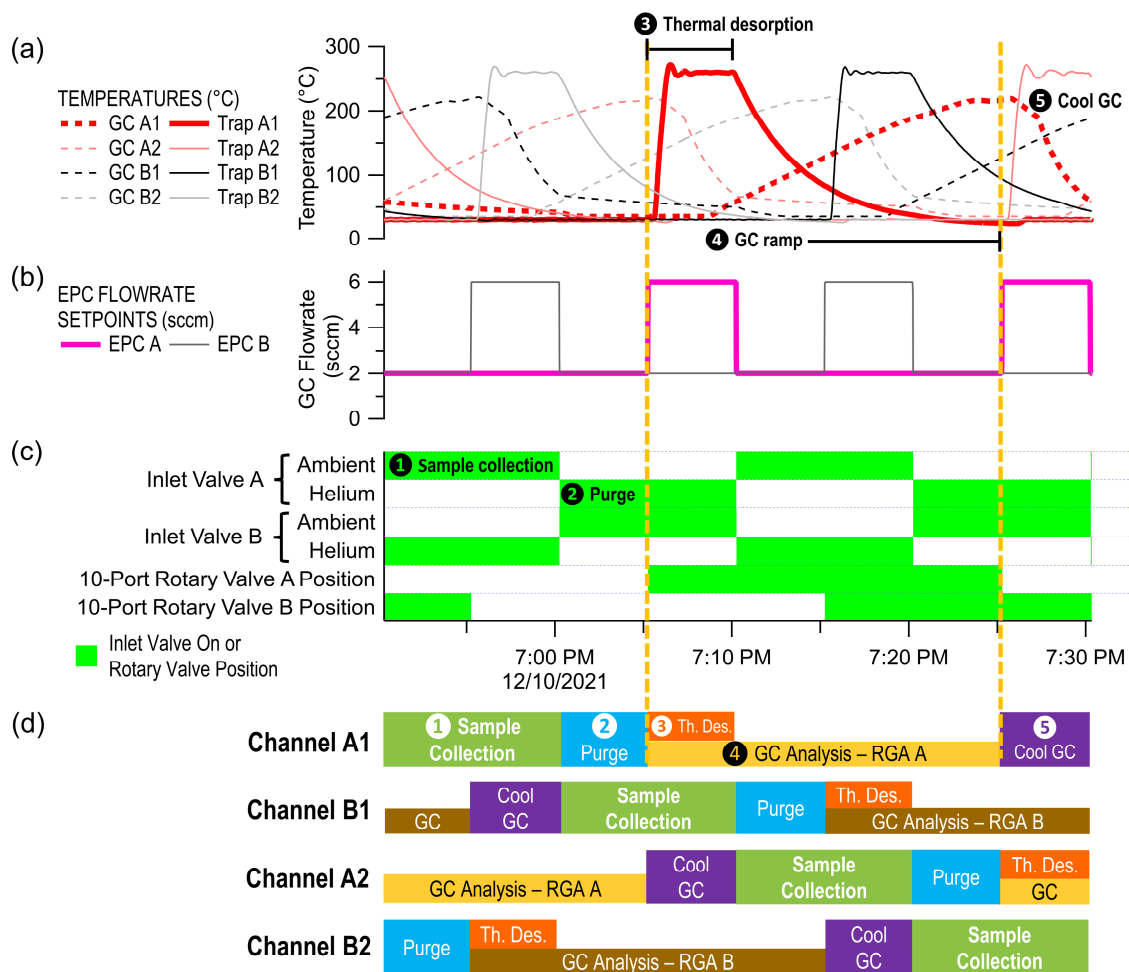 (a)
❸ Thermal desorption
TEMPERATURES (°C)
GC A1 Trap A1
GC A2 Trap A2
GC B1 Trap B1
GC B2 Trap B2
Temperature (°C)
300
200
100
0
❺ Cool GC
❹ GC ramp
(b)
EPC FLOWRATE
SETPOINTS (sccm)
EPC A EPC B
GC Flowrate
(sccm)
6
4
2
0
(c)
Inlet Valve A
Ambient
Helium
Inlet Valve B
Ambient
Helium
❶ Sample collection
❷ Purge
10-Port Rotary Valve A Position
10-Port Rotary Valve B Position
Inlet Valve On or
Rotary Valve Position
7:00 PM 7:10 PM 7:20 PM 7:30 PM
12/10/2021
(d)
Channel A1
① Sample
Collection
② Purge
③ Th. Des.
❹ GC Analysis – RGA A
⑤ Cool GC
Channel B1
GC
Cool
GC
Sample
Collection
Purge
Th. Des.
GC Analysis – RGA B
Channel A2
GC Analysis – RGA A
Cool
GC
Sample
Collection
Purge
Th. Des.
GC
Channel B2
Purge
Th. Des.
GC Analysis – RGA B
Cool
GC
Sample
Collection